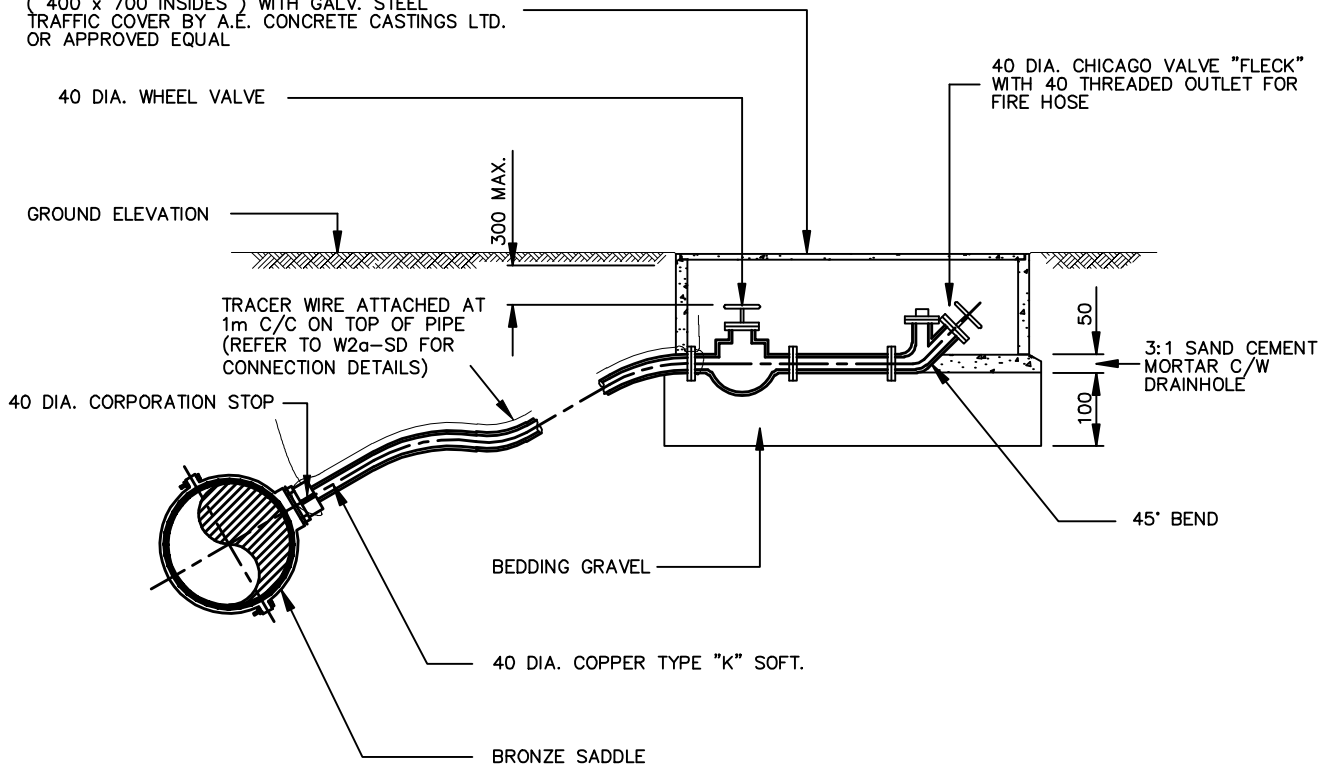 ( 400 x 700 INSIDES ) WITH GALV. STEEL
TRAFFIC COVER BY A.E. CONCRETE CASTINGS LTD.
OR APPROVED EQUAL
40 DIA. CHICAGO VALVE "FLECK"
WITH 40 THREADED OUTLET FOR
FIRE HOSE
40 DIA. WHEEL VALVE
300 MAX.
GROUND ELEVATION
TRACER WIRE ATTACHED AT
1m C/C ON TOP OF PIPE
(REFER TO W2a-SD FOR
CONNECTION DETAILS)
50
3:1 SAND CEMENT
MORTAR C/W
DRAINHOLE
100
40 DIA. CORPORATION STOP
45° BEND
BEDDING GRAVEL
40 DIA. COPPER TYPE "K" SOFT.
BRONZE SADDLE